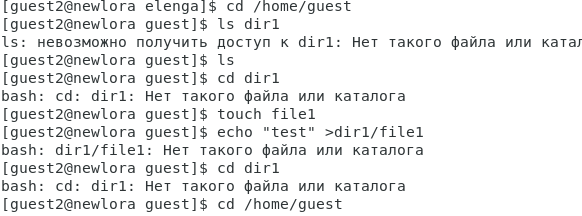 [guest2@newlora elenga]$ cd /home/guest
[guest2@newlora guest]$ ls dir1
ls: невозможно получить доступ к dir1: Нет такого файла или катал
[guest2@newlora guest]$ ls
[guest2@newlora guest]$ cd dir1
bash: cd: dir1: Нет такого файла или каталога
[guest2@newlora guest]$ touch file1
[guest2@newlora guest]$ echo "test" >dir1/file1
bash: dir1/file1: Нет такого файла или каталога
[guest2@newlora guest]$ cd dir1
bash: cd: dir1: Нет такого файла или каталога
[guest2@newlora guest]$ cd /home/guest